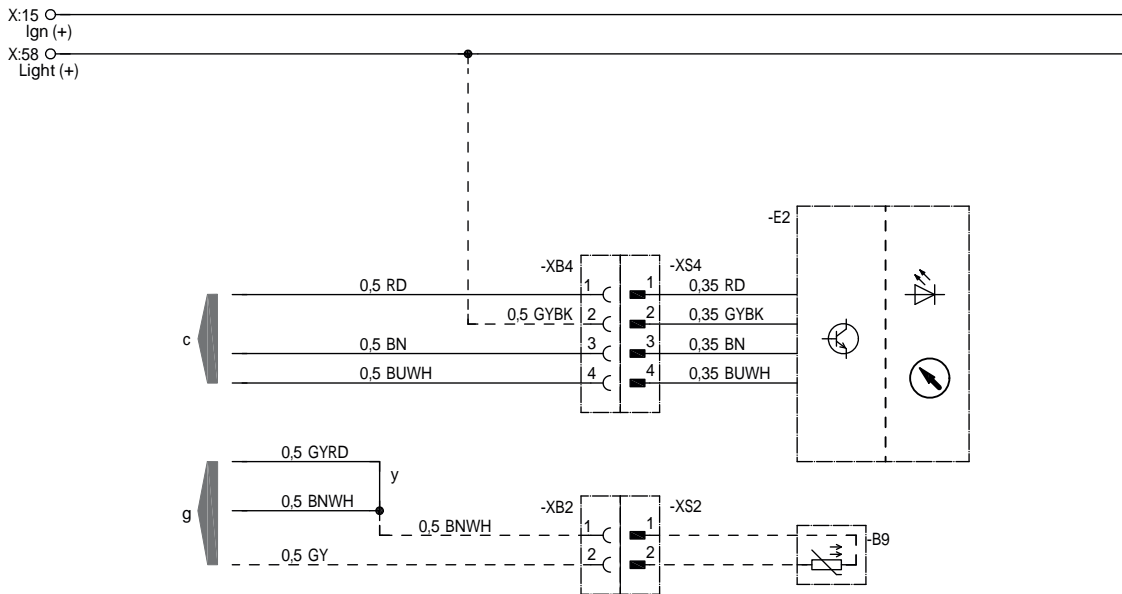 X:15
Ign (+)
X:58
Light (+)
-E2
-XB4 -XS4
0,5 RD 1 1 0,35 RD
0,5 GYBK 2 2 0,35 GYBK
c
0,5 BN 3 3 0,35 BN
0,5 BUWH 4 4 0,35 BUWH
0,5 GYRD
y
0,5 BNWH -XB2 -XS2
g
0,5 BNWH 1 1
-B9
0,5 GY 2 2